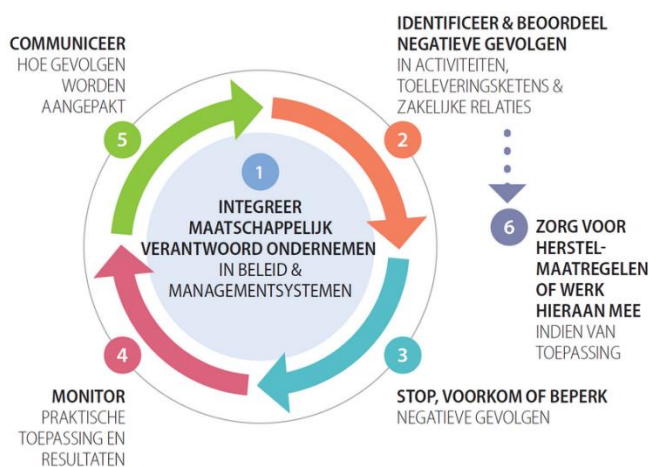 COMMUNICEER
HOE GEVOLGEN
WORDEN
AANGEPAKT
5
IDENTIFICEER & BEOORDEEL
NEGATIEVE GEVOLGEN
IN ACTIVITEITEN,
TOELEVERINGSKETENS &
ZAKELIJKE RELATIES
2
1
INTEGREER
MAATSCHAPPELIJK
VERANTWOORD ONDERNEMEN
IN BELEID &
MANAGEMENTSYSTEMEN
6
ZORG VOOR
HERSTEL-
MAATREGELEN
OF WERK
HIERAAN MEE
INDIEN VAN
TOEPASSING
4
MONITOR
PRAKTISCHE
TOEPASSING EN
RESULTATEN
3
STOP, VOORKOM OF BEPERK
NEGATIEVE GEVOLGEN